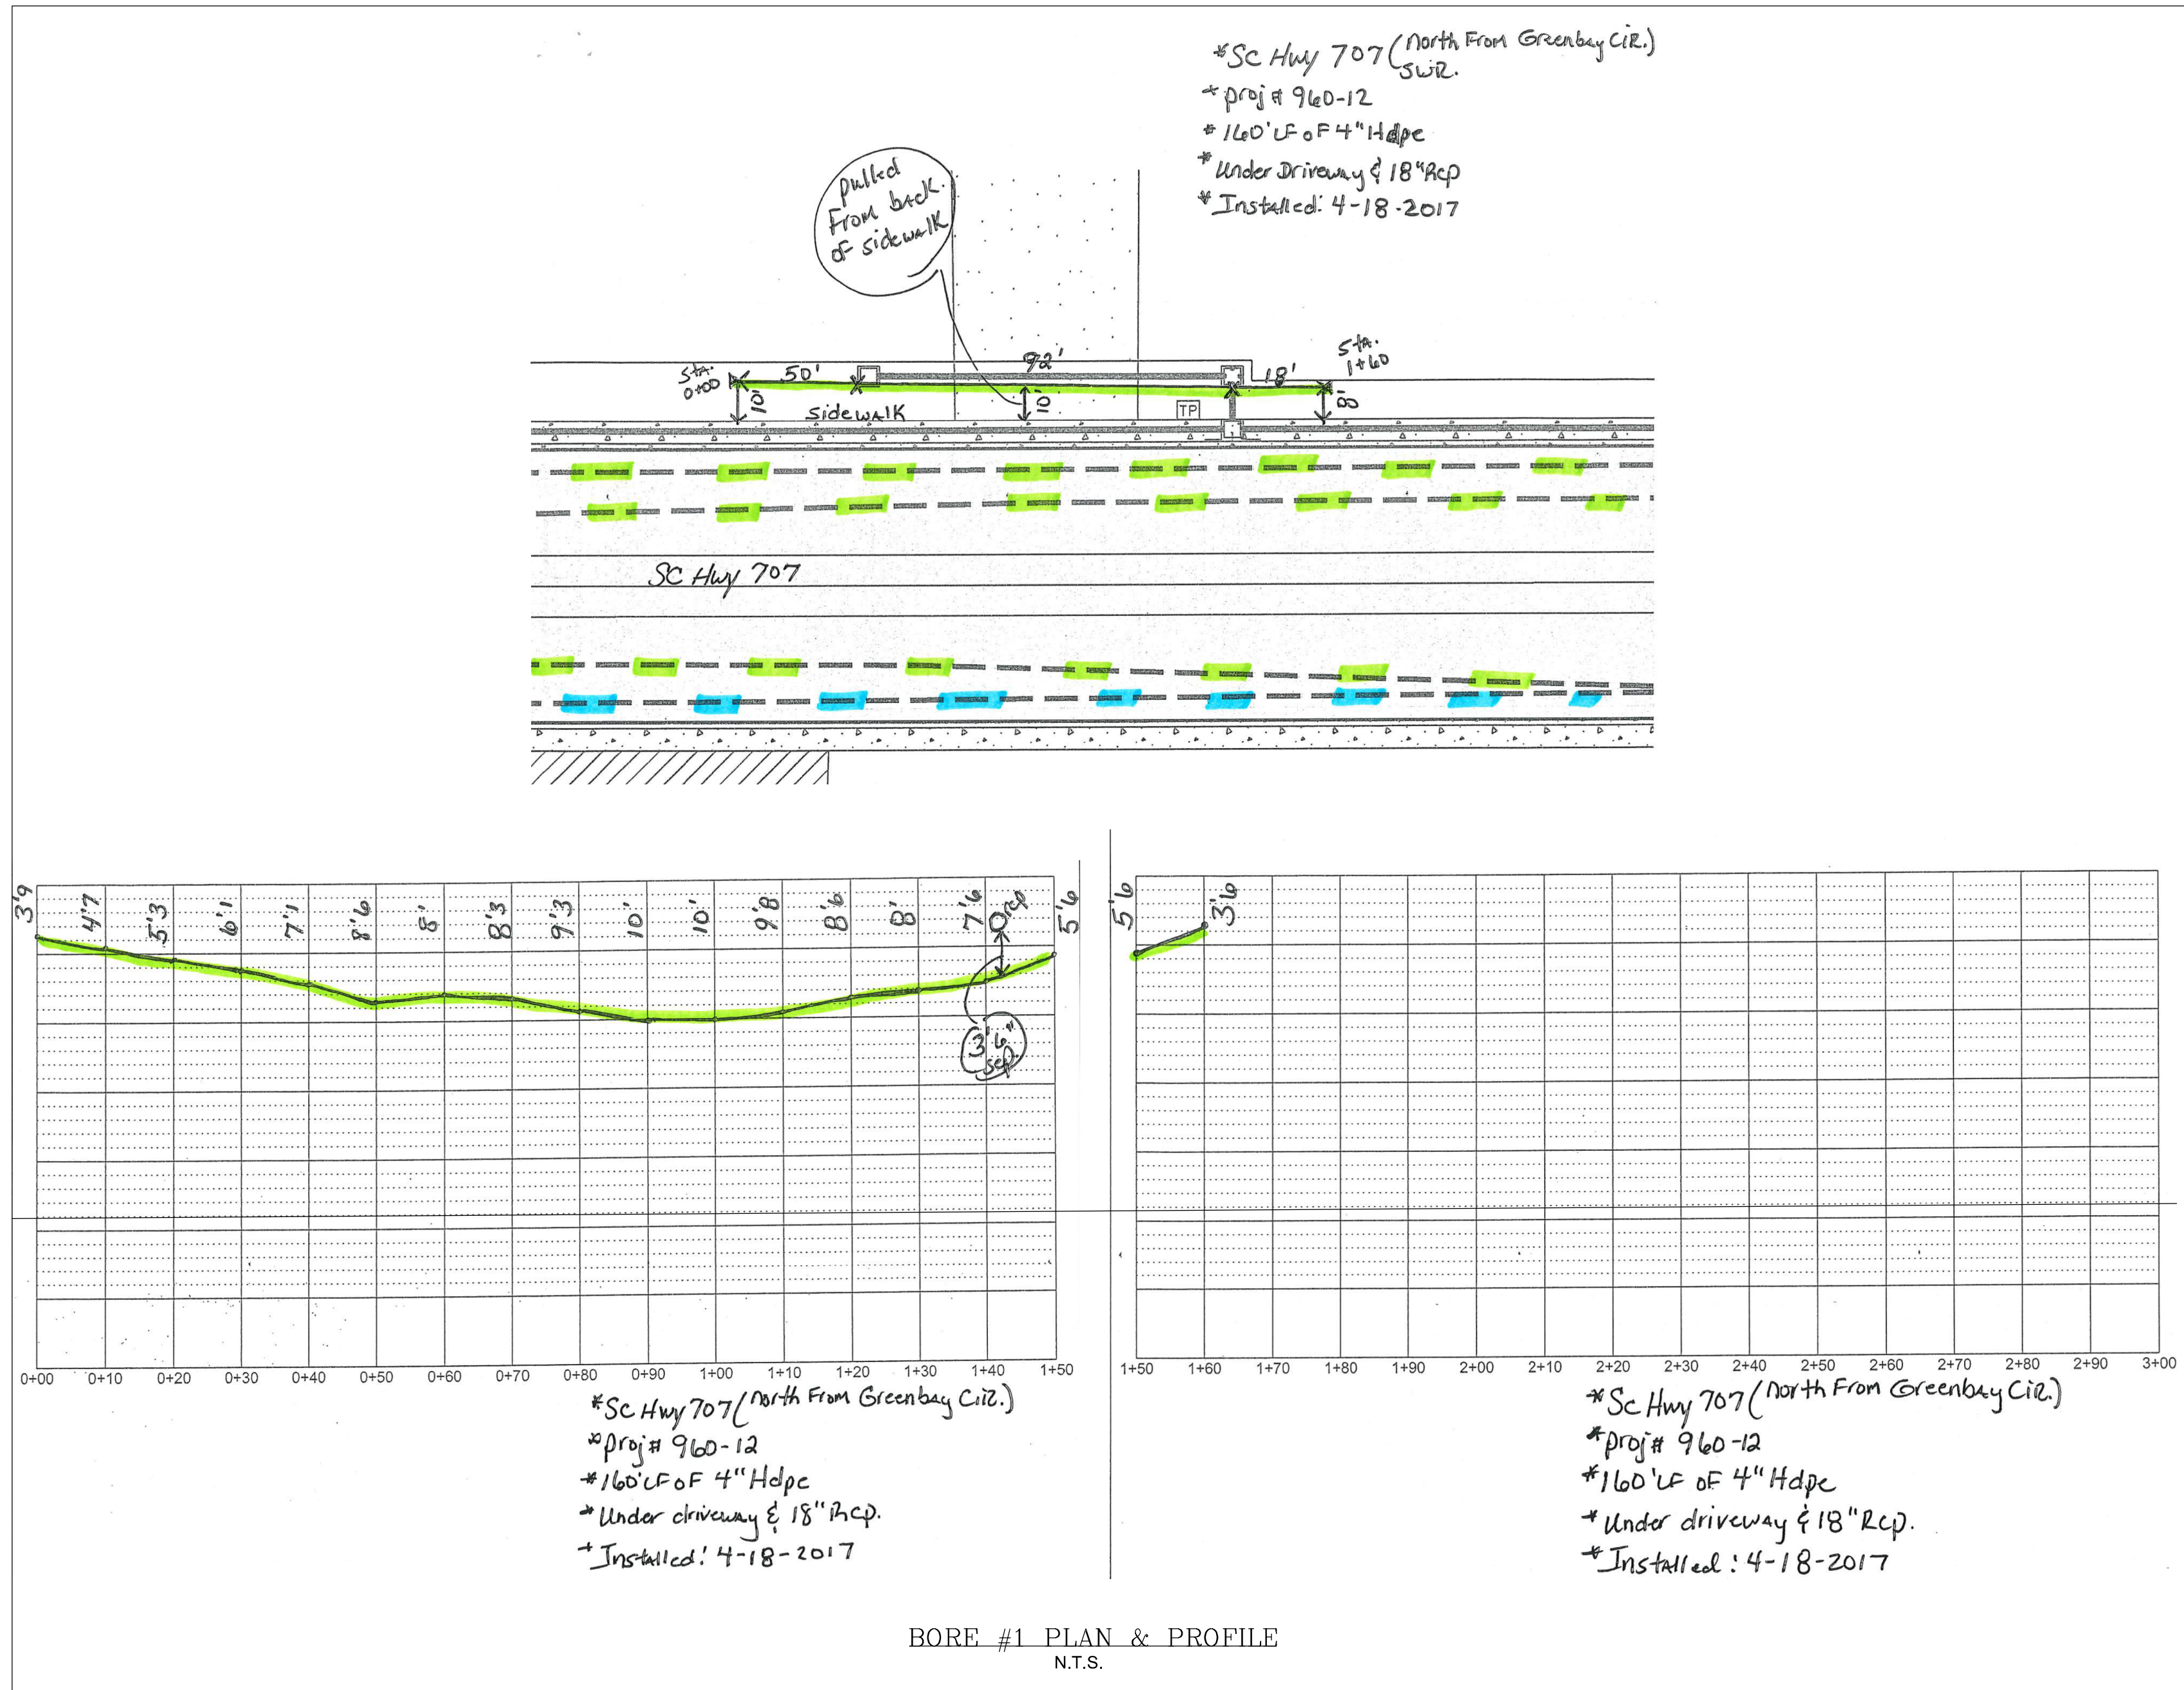 *SC Hwy 707 (North From Greenbay CiR.)
SWR.
* proj # 960-12
* 160' LF oF 4" Hdpe
* Under Driveway & 18" Rcp
* Installed: 4-18-2017
pulled
From back.
of sidewalk
Sta.
0+00
50'
92'
18'
Sta.
1+60
10'
sidewalk
10'
TP
8'
SC Hwy 707
3'9
4'7
5'3
6'1
7'1
8'6
8'
8'3
9'3
10'
10'
9'8
8'6
8'
7'6
rcp
5'6
3'6"
sep.
5'6
3'6
0+00 0+10 0+20 0+30 0+40 0+50 0+60 0+70 0+80 0+90 1+00 1+10 1+20 1+30 1+40 1+50
1+50 1+60 1+70 1+80 1+90 2+00 2+10 2+20 2+30 2+40 2+50 2+60 2+70 2+80 2+90 3+00
*SC Hwy 707 (North From Greenbay CiR.)
*proj# 960-12
*160' LF oF 4" Hdpe
*Under driveway & 18" Rcp.
*Installed: 4-18-2017
*SC Hwy 707 (North From Greenbay CiR.)
*proj# 960-12
*160' LF oF 4" Hdpe
*Under driveway & 18" Rcp.
*Installed: 4-18-2017
BORE #1 PLAN & PROFILE
N.T.S.